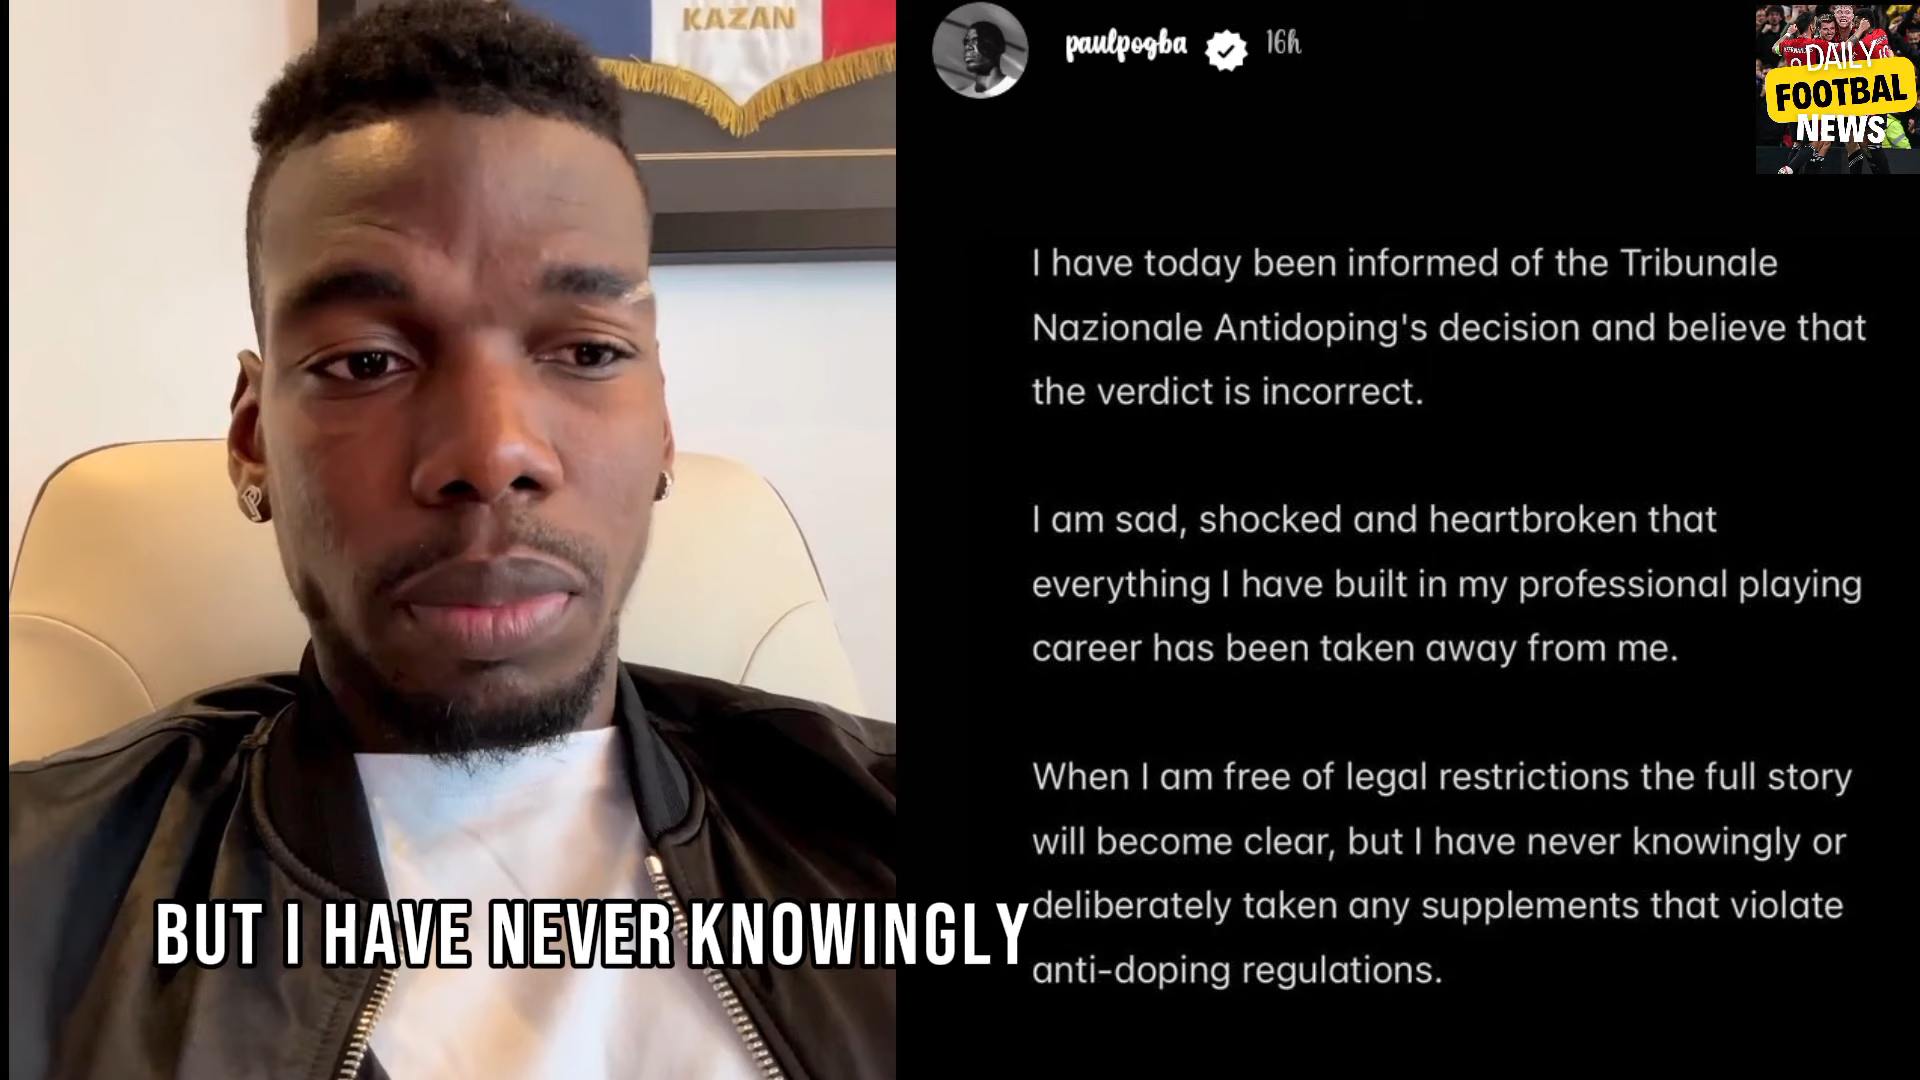 KAZAN
paulpogba 16h
DAILY
FOOTBAL
NEWS
I have today been informed of the Tribunale
Nazionale Antidoping's decision and believe that
the verdict is incorrect.
I am sad, shocked and heartbroken that
everything I have built in my professional playing
career has been taken away from me.
When I am free of legal restrictions the full story
will become clear, but I have never knowingly or
deliberately taken any supplements that violate
anti-doping regulations.
BUT I HAVE NEVER KNOWINGLY